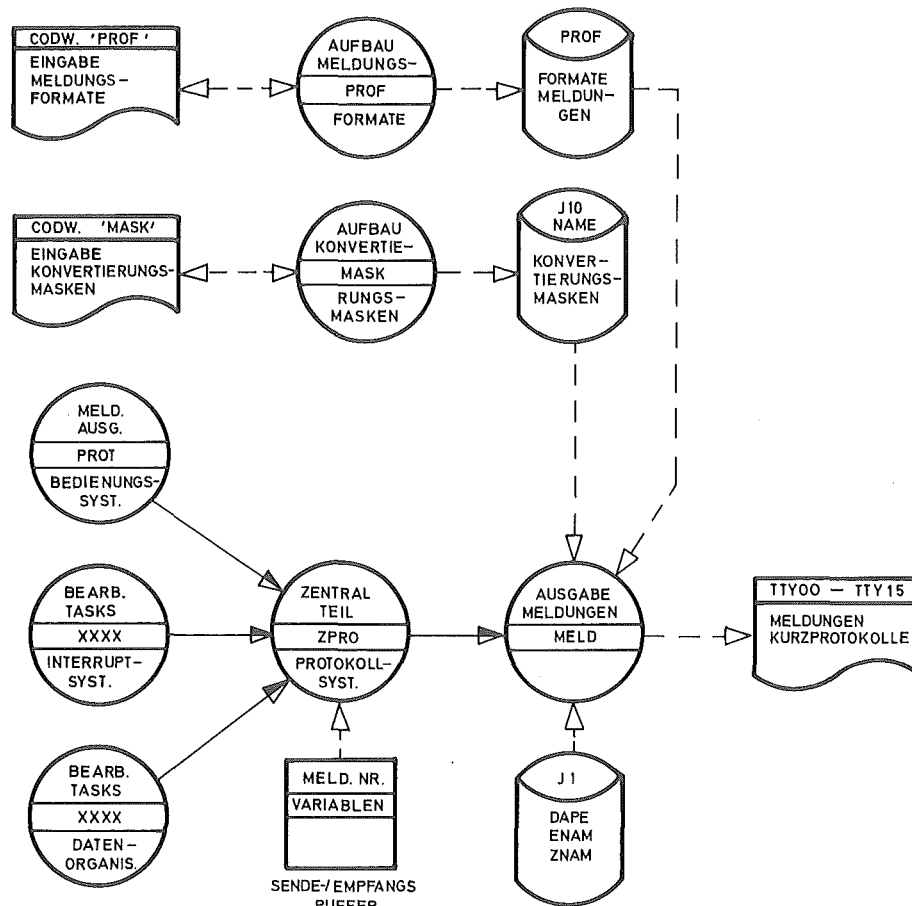 CODW. 'PROF'
EINGABE
MELDUNGS-
FORMATE
AUFBAU
MELDUNGS-
PROF
FORMATE
PROF
FORMATE
MELDUN-
GEN
CODW. 'MASK'
EINGABE
KONVERTIERUNGS-
MASKEN
AUFBAU
KONVERTIE-
MASK
RUNGS-
MASKEN
J10
NAME
KONVER-
TIERUNGS-
MASKEN
MELD.
AUSG.
PROT
BEDIENUNGS-
SYST.
BEARB.
TASKS
XXXX
INTERRUPT-
SYST.
ZENTRAL
TEIL
ZPRO
PROTOKOLL-
SYST.
AUSGABE
MELDUNGEN
MELD
TTY00 — TTY15
MELDUNGEN
KURZPROTOKOLLE
BEARB.
TASKS
XXXX
DATEN-
ORGANIS.
MELD. NR.
VARIABLEN
SENDE-/EMPFANGS
PUFFER
J1
DAPE
ENAM
ZNAM